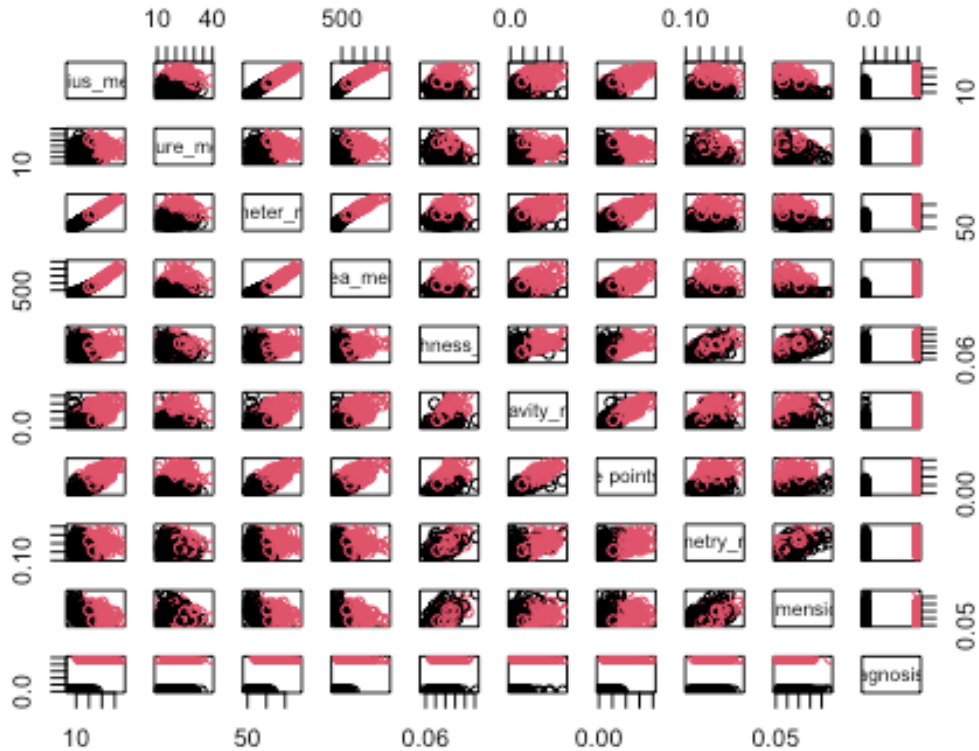 10 40 500 0.0 0.10 0.0
ius_me 10
10 ure_m
neter_r 50
500 ea_me
hness_ 0.06
0.0 avity_r
e points 0.00
0.10 netry_r
mensic 0.05
0.0 agnosis
10 50 0.06 0.00 0.05